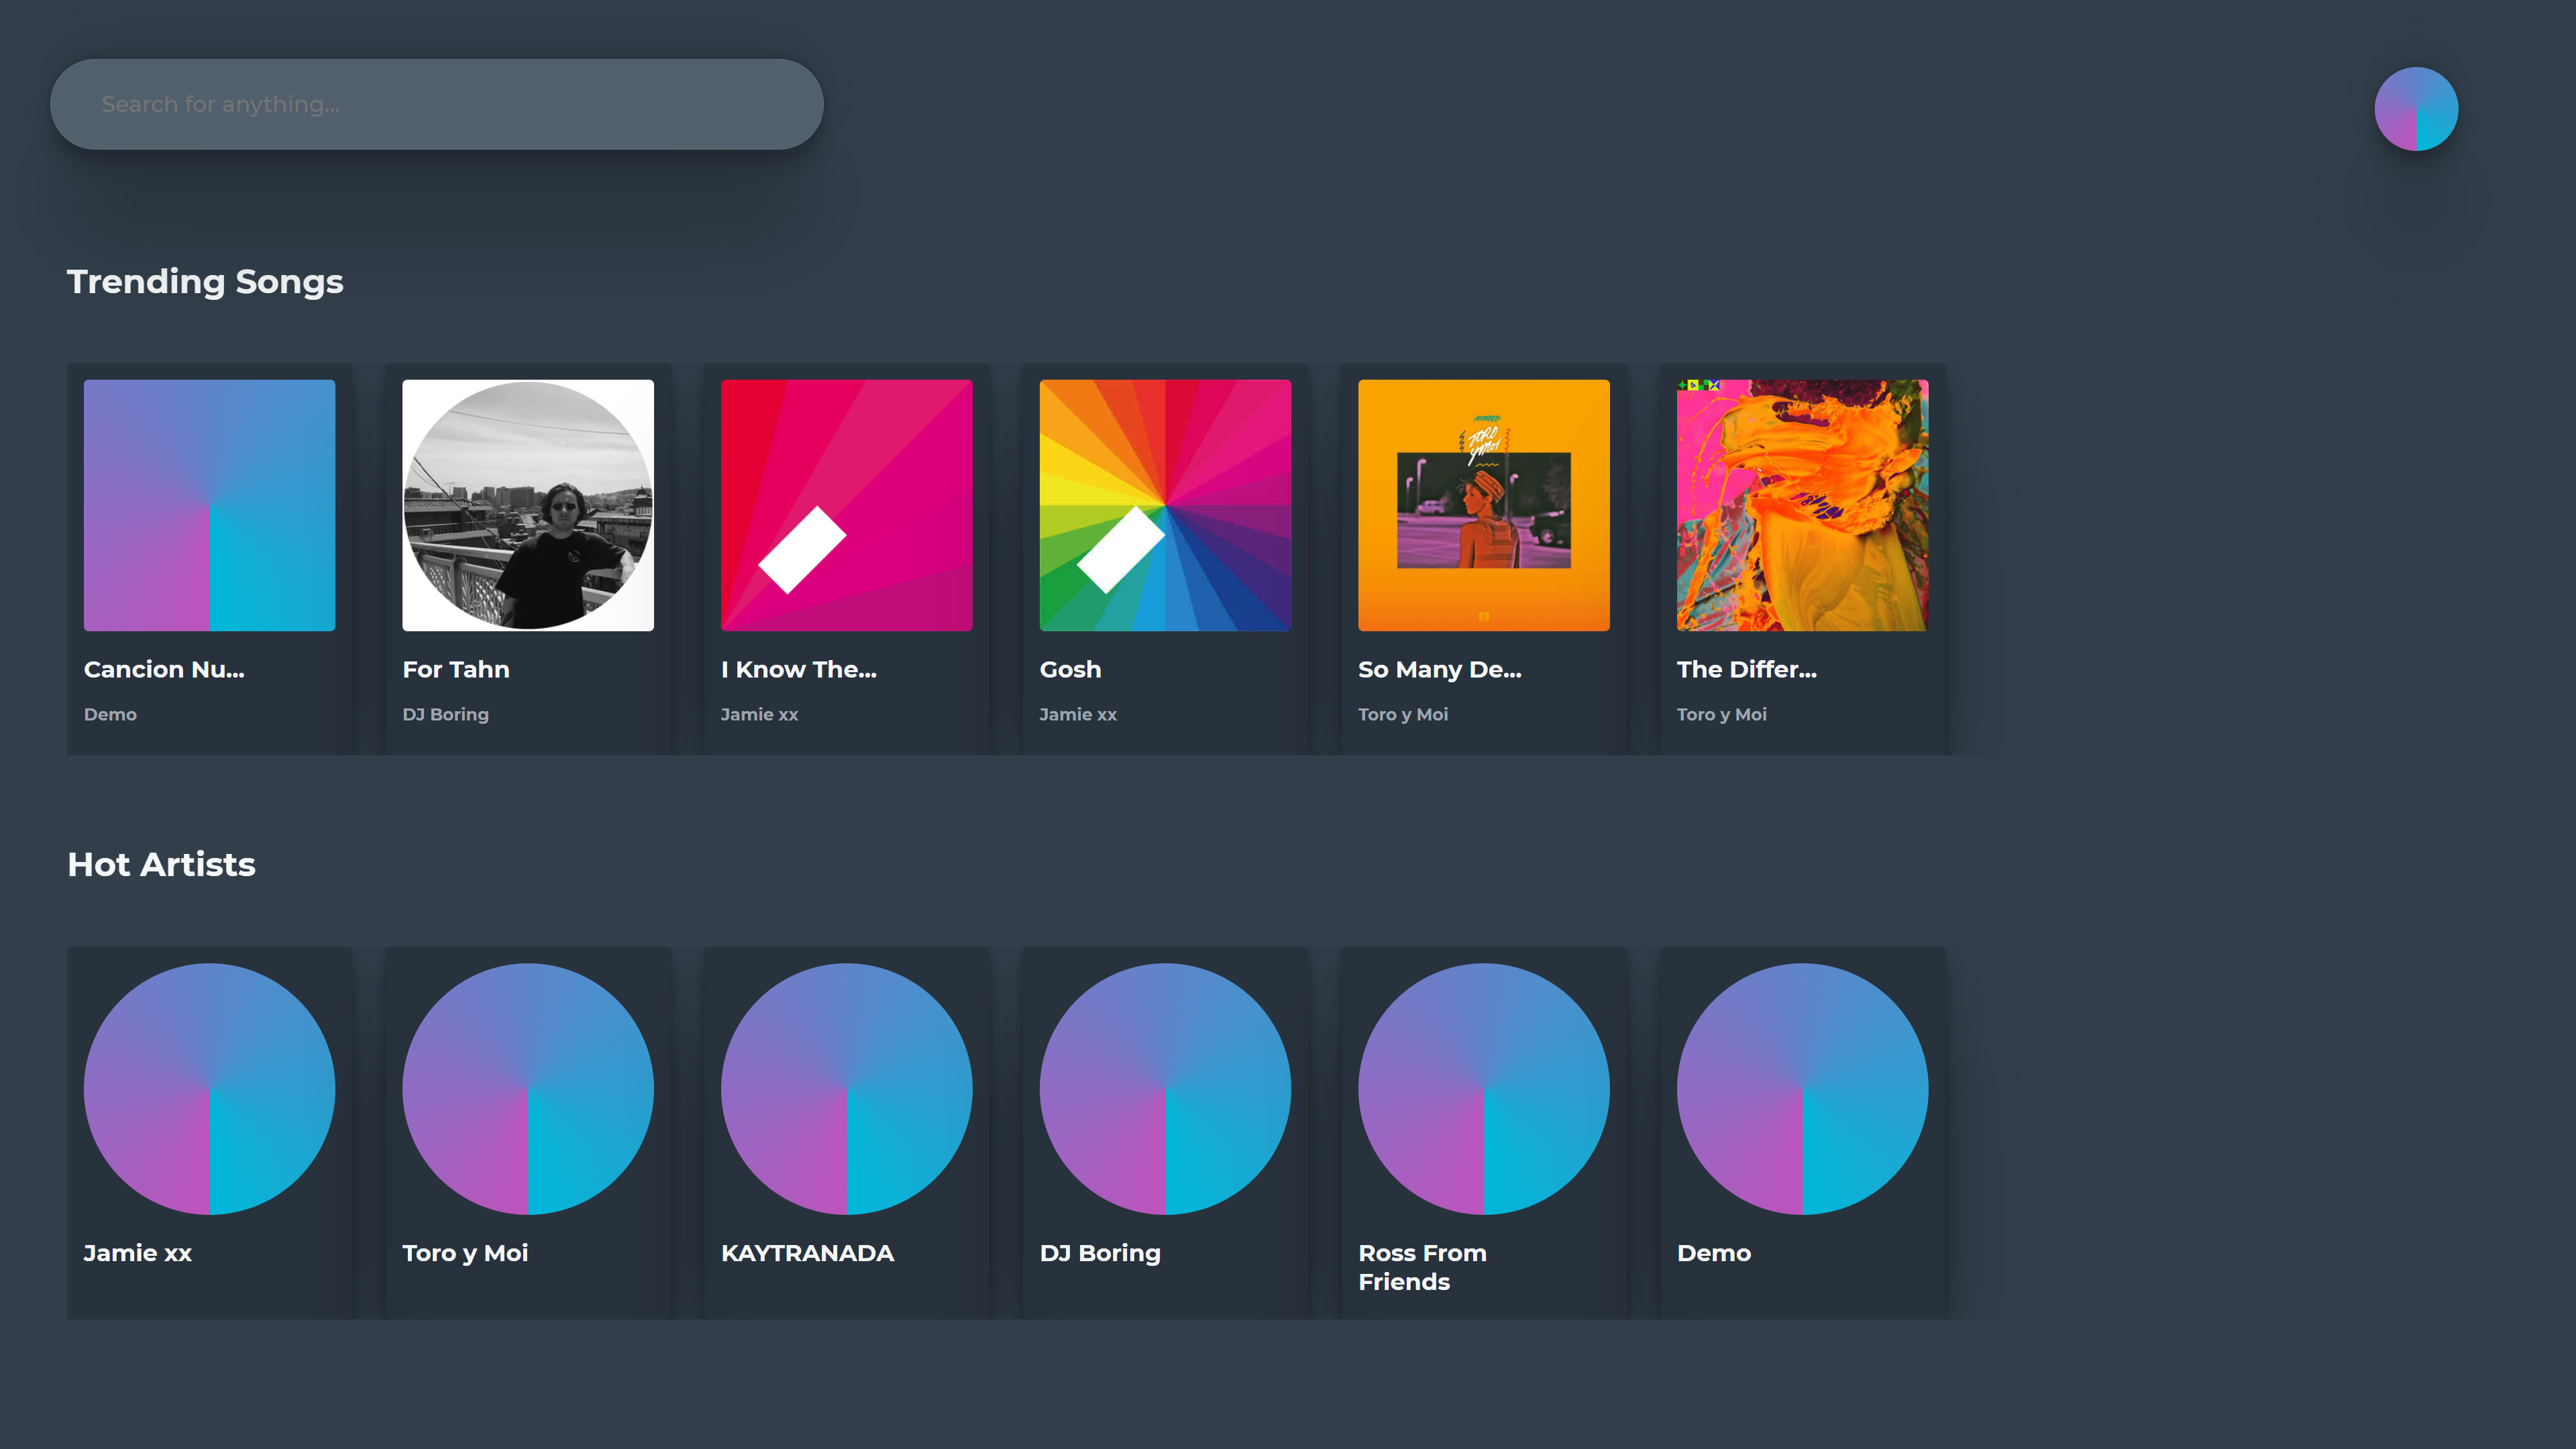 Search for anything...
Trending Songs
Cancion Nu...
Demo
For Tahn
DJ Boring
I Know The...
Jamie xx
Gosh
Jamie xx
TORO
Y MOI
So Many De...
Toro y Moi
The Differ...
Toro y Moi
Hot Artists
Jamie xx
Toro y Moi
KAYTRANADA
DJ Boring
Ross From
Friends
Demo